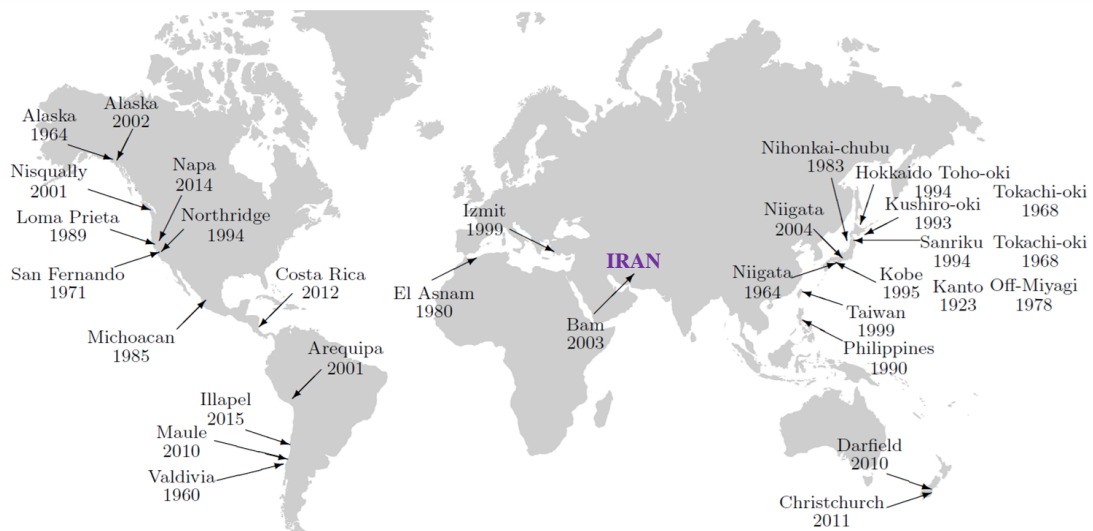 Alaska
1964
Alaska
2002
Nisqually
2001
Napa
2014
Loma Prieta
1989
Northridge
1994
San Fernando
1971
Costa Rica
2012
Michoacan
1985
Arequipa
2001
Illapel
2015
Maule
2010
Valdivia
1960
Izmit
1999
El Asnam
1980
IRAN
Bam
2003
Nihonkai-chubu
1983
Hokkaido Toho-oki
1994
Kushiro-oki
1993
Tokachi-oki
1968
Niigata
2004
Sanriku
1994
Tokachi-oki
1968
Niigata
1964
Kobe
1995
Kanto
1923
Off-Miyagi
1978
Taiwan
1999
Philippines
1990
Darfield
2010
Christchurch
2011